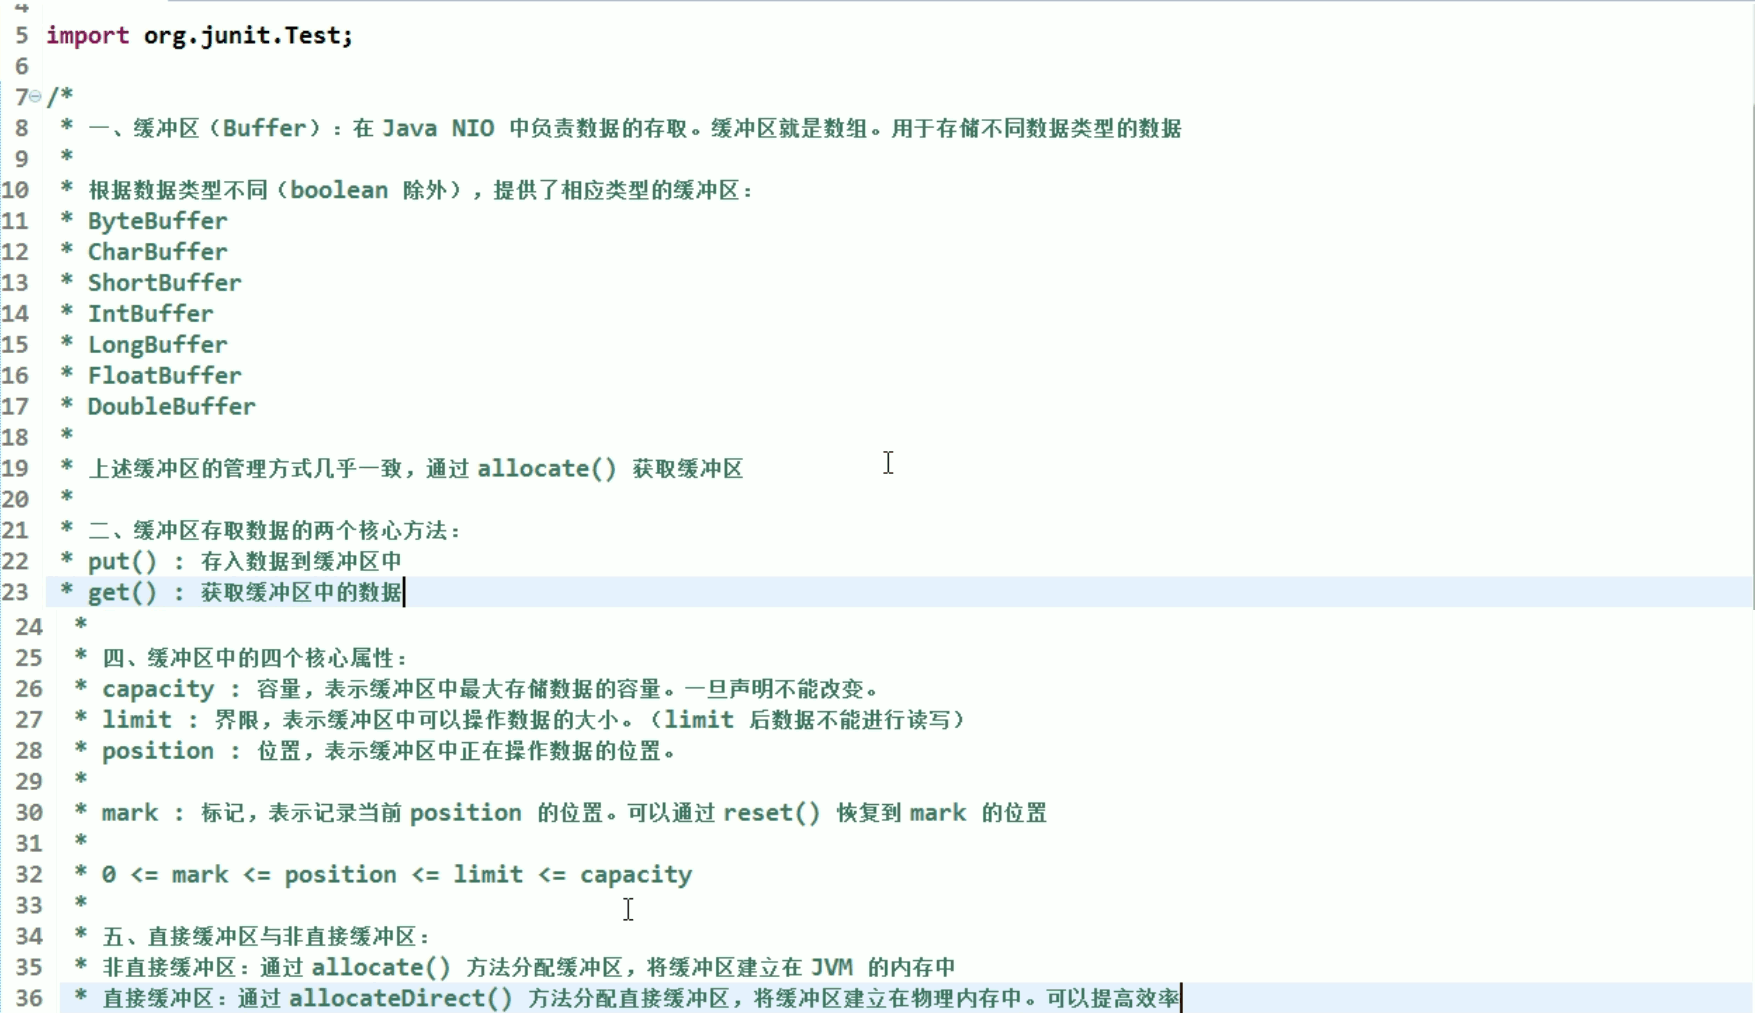 4
5 import org.junit.Test;
6
7 /*
8  * 一、缓冲区（Buffer）：在 Java NIO 中负责数据的存取。缓冲区就是数组。用于存储不同数据类型的数据
9  *
10  * 根据数据类型不同（boolean 除外），提供了相应类型的缓冲区：
11  * ByteBuffer
12  * CharBuffer
13  * ShortBuffer
14  * IntBuffer
15  * LongBuffer
16  * FloatBuffer
17  * DoubleBuffer
18  *
19  * 上述缓冲区的管理方式几乎一致，通过 allocate() 获取缓冲区
20  *
21  * 二、缓冲区存取数据的两个核心方法：
22  * put() : 存入数据到缓冲区中
23  * get() : 获取缓冲区中的数据
24  *
25  * 四、缓冲区中的四个核心属性：
26  * capacity : 容量，表示缓冲区中最大存储数据的容量。一旦声明不能改变。
27  * limit : 界限，表示缓冲区中可以操作数据的大小。（limit 后数据不能进行读写）
28  * position : 位置，表示缓冲区中正在操作数据的位置。
29  *
30  * mark : 标记，表示记录当前 position 的位置。可以通过 reset() 恢复到 mark 的位置
31  *
32  * 0 <= mark <= position <= limit <= capacity
33  *
34  * 五、直接缓冲区与非直接缓冲区：
35  * 非直接缓冲区：通过 allocate() 方法分配缓冲区，将缓冲区建立在 JVM 的内存中
36  * 直接缓冲区：通过 allocateDirect() 方法分配直接缓冲区，将缓冲区建立在物理内存中。可以提高效率